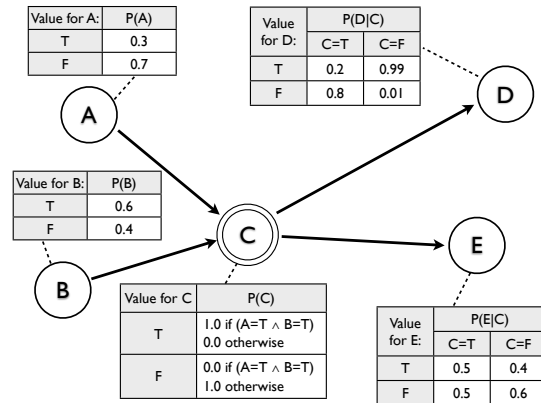 Value for A: P(A)
T 0.3
F 0.7
A
Value for D: P(D|C)
C=T C=F
T 0.2 0.99
F 0.8 0.01
D
Value for B: P(B)
T 0.6
F 0.4
B
C
E
Value for C P(C)
T 1.0 if (A=T ∧ B=T)
0.0 otherwise
F 0.0 if (A=T ∧ B=T)
1.0 otherwise
Value for E: P(E|C)
C=T C=F
T 0.5 0.4
F 0.5 0.6